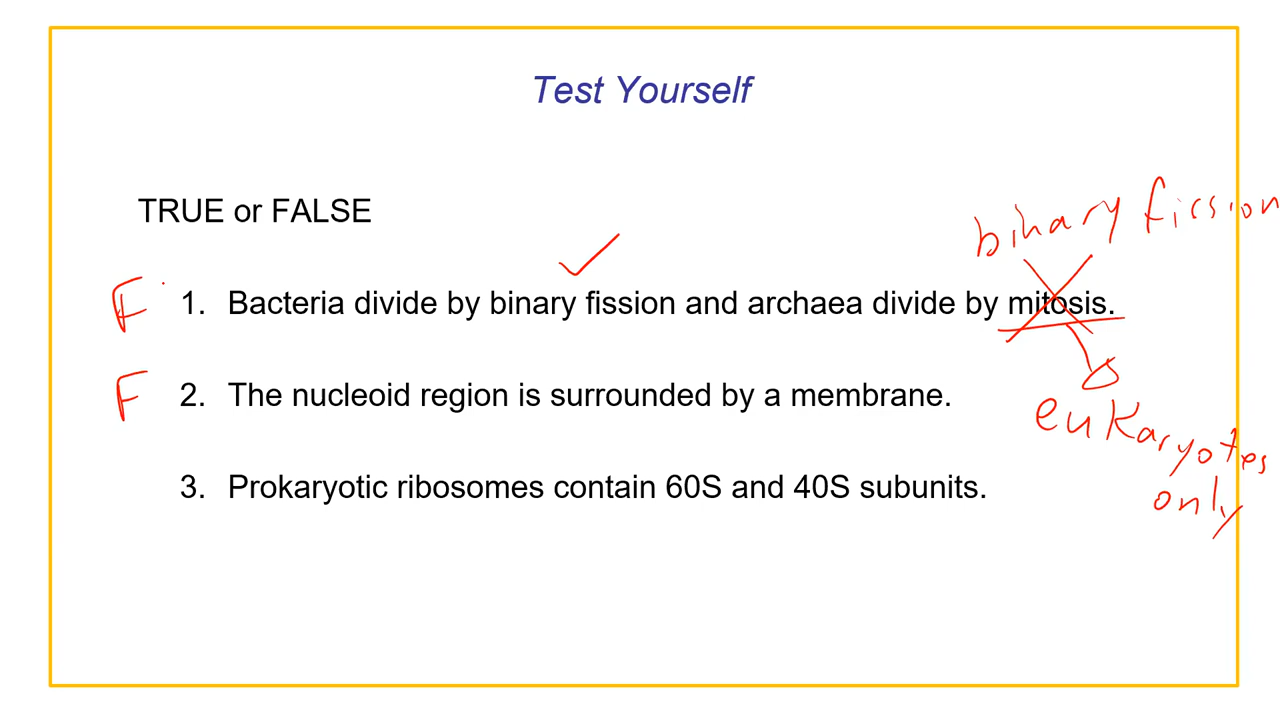 Test Yourself
TRUE or FALSE
binary fission
F 1. Bacteria divide by binary fission and archaea divide by mitosis.
F 2. The nucleoid region is surrounded by a membrane.
eukaryotes
only
3. Prokaryotic ribosomes contain 60S and 40S subunits.